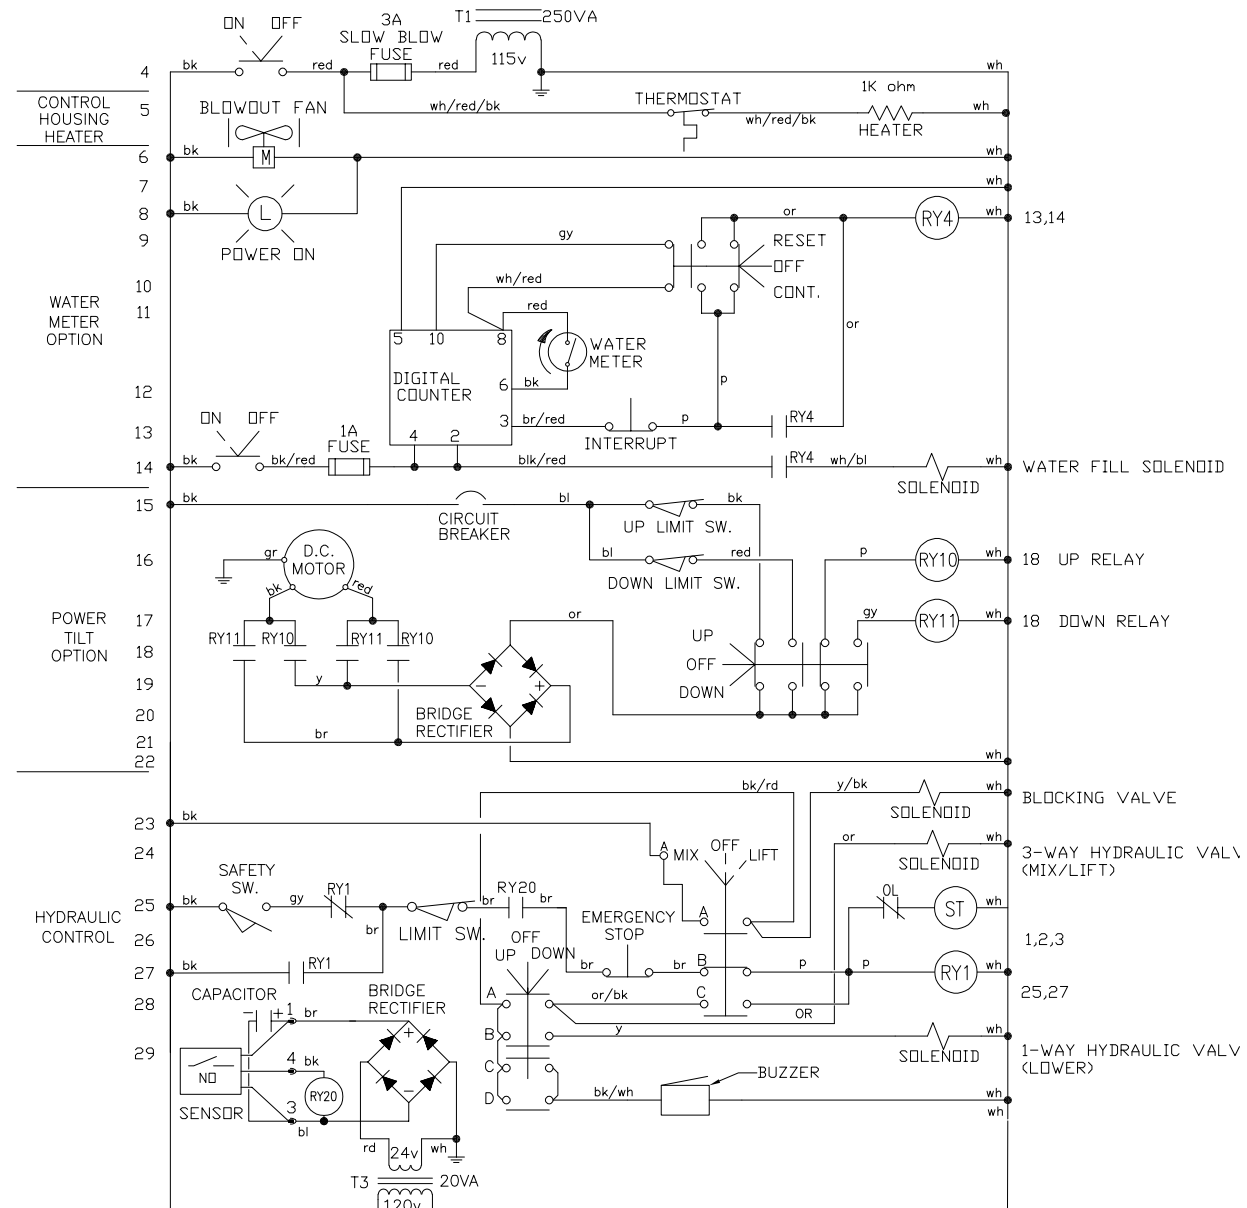 ON OFF
3A
SLOW BLOW
FUSE
T1 250VA
115v
4 bk red red wh
CONTROL
HOUSING
HEATER
5 BLOWOUT FAN wh/red/bk THERMOSTAT wh/red/bk 1K ohm wh
HEATER
6 bk M wh
7 wh
8 bk L or RY4 wh 13,14
POWER ON
9 gy RESET
OFF
CONT.
10 wh/red
11 red
WATER
METER
OPTION
or
5 10 8
WATER
METER
DIGITAL
COUNTER
6 bk
p
12
3 br/red p RY4
INTERRUPT
13
ON OFF
1A
FUSE
4 2
14 bk bk/red blk/red RY4 wh/bl wh WATER FILL SOLENOID
SOLENOID
15 bk bl bk
CIRCUIT
BREAKER
UP LIMIT SW.
16 gr D.C.
MOTOR
bl red p RY10 wh 18 UP RELAY
DOWN LIMIT SW.
bk red
POWER
TILT
OPTION
17 or gy RY11 wh 18 DOWN RELAY
RY11 RY10 RY11 RY10
UP
OFF
DOWN
18
19 y - +
20
BRIDGE
RECTIFIER
21 br
22 wh
bk/rd y/bk wh BLOCKING VALVE
SOLENOID
23 bk
24 A MIX OFF LIFT or wh 3-WAY HYDRAULIC VALV
(MIX/LIFT)
SOLENOID
SAFETY
SW.
25 bk gy RY1 br RY20 br A OL ST wh
HYDRAULIC
CONTROL
br LIMIT SW.
EMERGENCY
STOP
OFF
UP DOWN
26 1,2,3
27 bk RY1 br br B p p RY1 wh
25,27
28 CAPACITOR
BRIDGE
RECTIFIER
A or/bk C OR
- + 1 br
+
B y wh
SOLENOID
1-WAY HYDRAULIC VALV
(LOWER)
29
NO
4 bk
C
BUZZER
RY20
-
D bk/wh
wh
SENSOR
3
bl
rd 24v wh
T3 20VA
120v